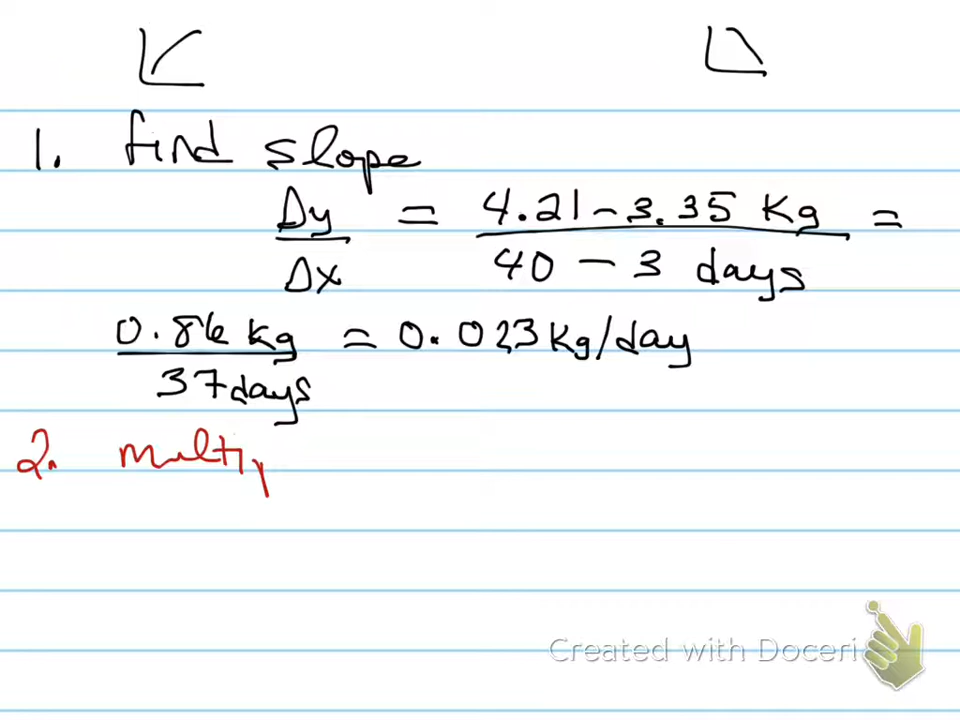 1. find slope
Δy = 4.21 - 3.35 Kg =
Δx 40 - 3 days
0.86 kg = 0.023 Kg/day
37 days
2. multip
Created with Doceri